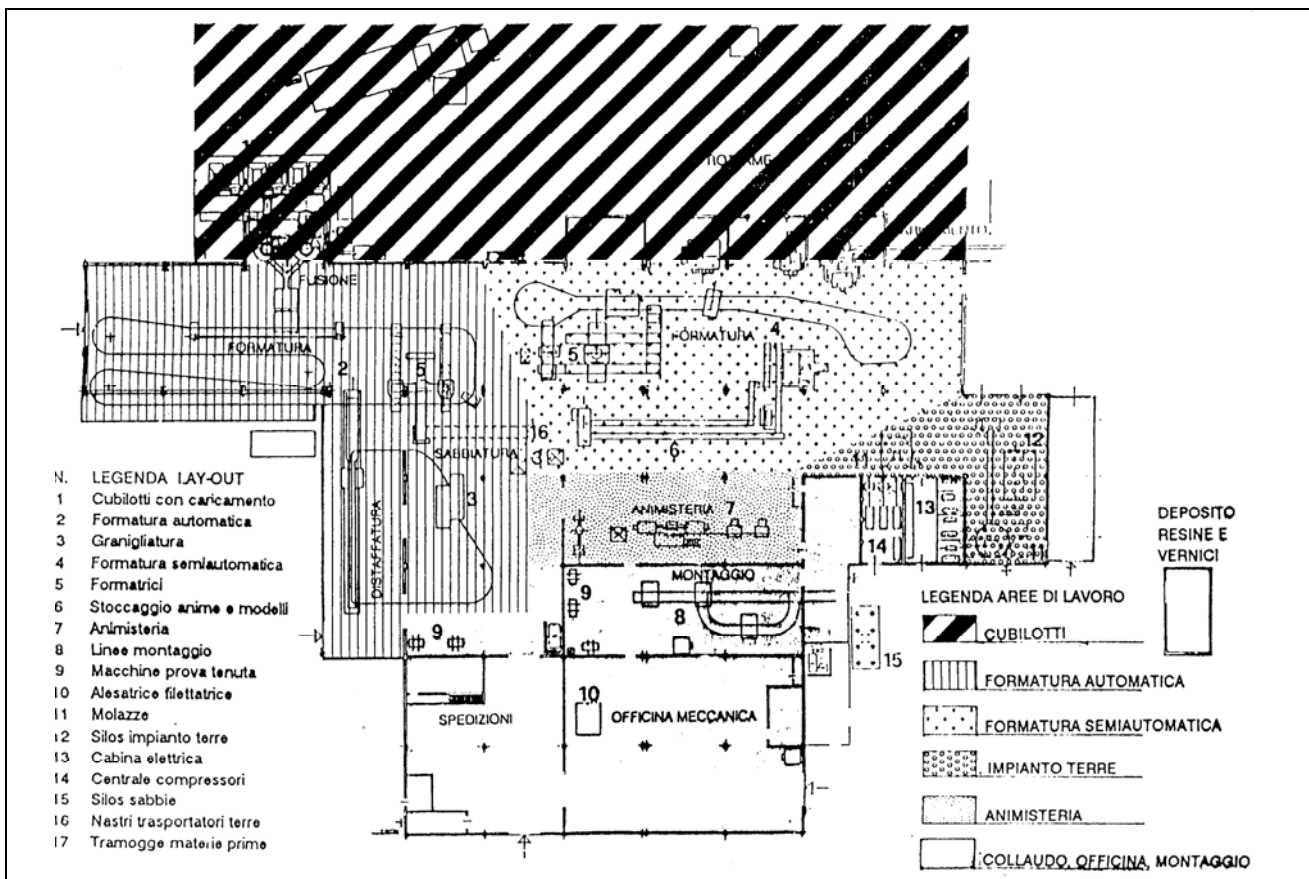 ROTTAME
FUSIONE
FORMATURA
2
5
5
FORMATURA
4
16
SABBIATURA
6
3
DISTAFFATURA
ANIMISTERIA
7
MONTAGGIO
9
8
9
11
12
13
14
15
SPEDIZIONI
10
OFFICINA MECCANICA
N. LEGENDA LAY-OUT
1 Cubilotti con caricamento
2 Formatura automatica
3 Granigliatura
4 Formatura semiautomatica
5 Formatrici
6 Stoccaggio anime e modelli
7 Animisteria
8 Linee montaggio
9 Macchine prova tenuta
10 Alesatrice filettatrice
11 Molazze
12 Silos impianto terre
13 Cabina elettrica
14 Centrale compressori
15 Silos sabbie
16 Nastri trasportatori terre
17 Tramogge materie prime
DEPOSITO
RESINE E
VERNICI
LEGENDA AREE DI LAVORO
CUBILOTTI
FORMATURA AUTOMATICA
FORMATURA SEMIAUTOMATICA
IMPIANTO TERRE
ANIMISTERIA
COLLAUDO, OFFICINA, MONTAGGIO